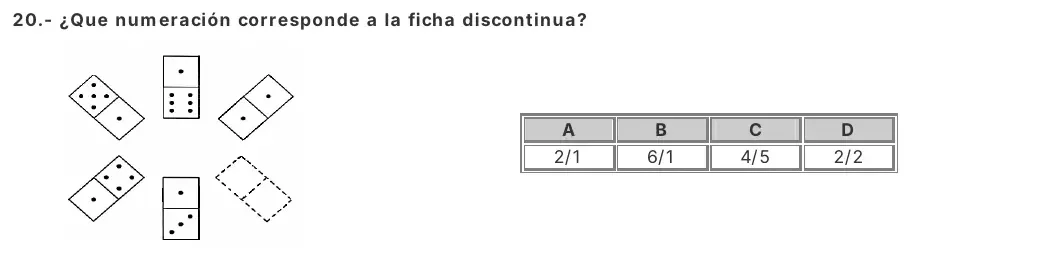 20.- ¿Que numeración corresponde a la ficha discontinua?
A B C D
2/1 6/1 4/5 2/2